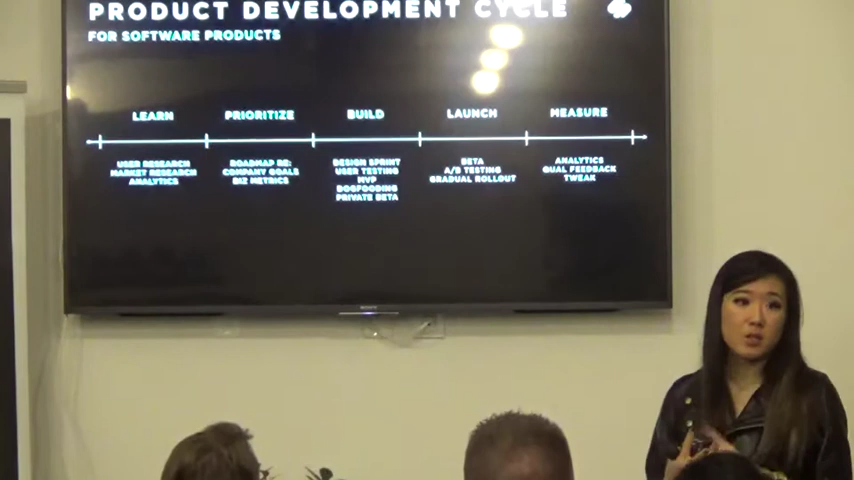 PRODUCT DEVELOPMENT CYCLE
FOR SOFTWARE PRODUCTS
LEARN
USER RESEARCH
MARKET RESEARCH
ANALYTICS
PRIORITIZE
ROADMAP RE:
COMPANY GOALS
BIZ METRICS
BUILD
DESIGN SPRINT
USER TESTING
MVP
DOGFOODING
PRIVATE BETA
LAUNCH
BETA
A/B TESTING
GRADUAL ROLLOUT
MEASURE
ANALYTICS
QUAL FEEDBACK
TWEAK
SONY